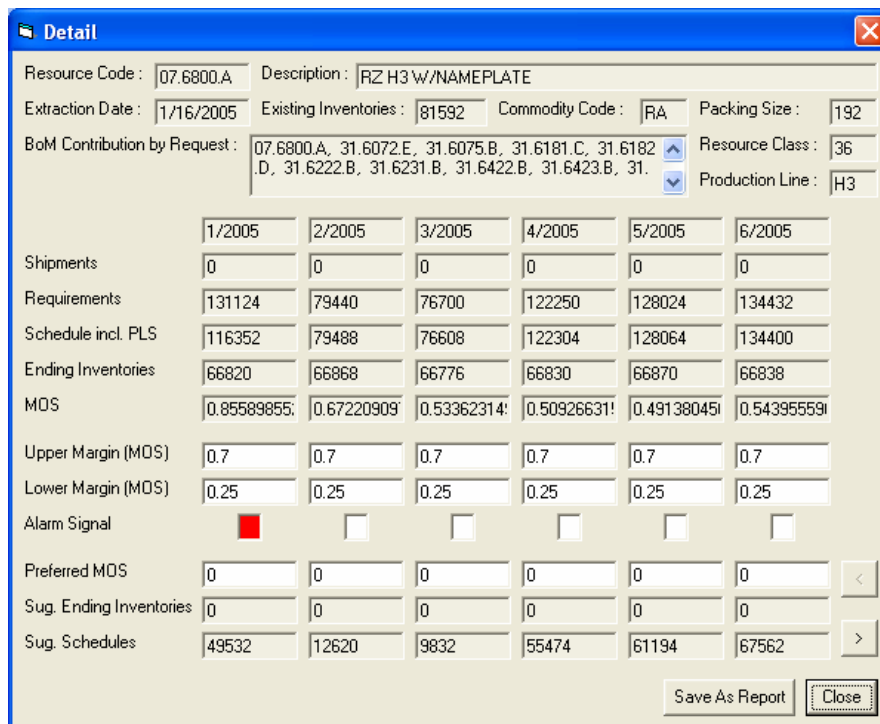 Detail
Resource Code : 07.6800.A Description : RZ H3 W/NAMEPLATE
Extraction Date : 1/16/2005 Existing Inventories : 81592 Commodity Code : RA Packing Size : 192
BoM Contribution by Request : 07.6800.A, 31.6072.E, 31.6075.B, 31.6181.C, 31.6182 Resource Class : 36
.D, 31.6222.B, 31.6231.B, 31.6422.B, 31.6423.B, 31. Production Line : H3
1/2005 2/2005 3/2005 4/2005 5/2005 6/2005
Shipments 0 0 0 0 0 0
Requirements 131124 79440 76700 122250 128024 134432
Schedule incl. PLS 116352 79488 76608 122304 128064 134400
Ending Inventories 66820 66868 66776 66830 66870 66838
MOS 0.855898552 0.67220909 0.53362314 0.50926631 0.49138045 0.54395559
Upper Margin (MOS) 0.7 0.7 0.7 0.7 0.7 0.7
Lower Margin (MOS) 0.25 0.25 0.25 0.25 0.25 0.25
Alarm Signal
Preferred MOS 0 0 0 0 0 0 <
Sug. Ending Inventories 0 0 0 0 0 0
Sug. Schedules 49532 12620 9832 55474 61194 67562 >
Save As Report Close